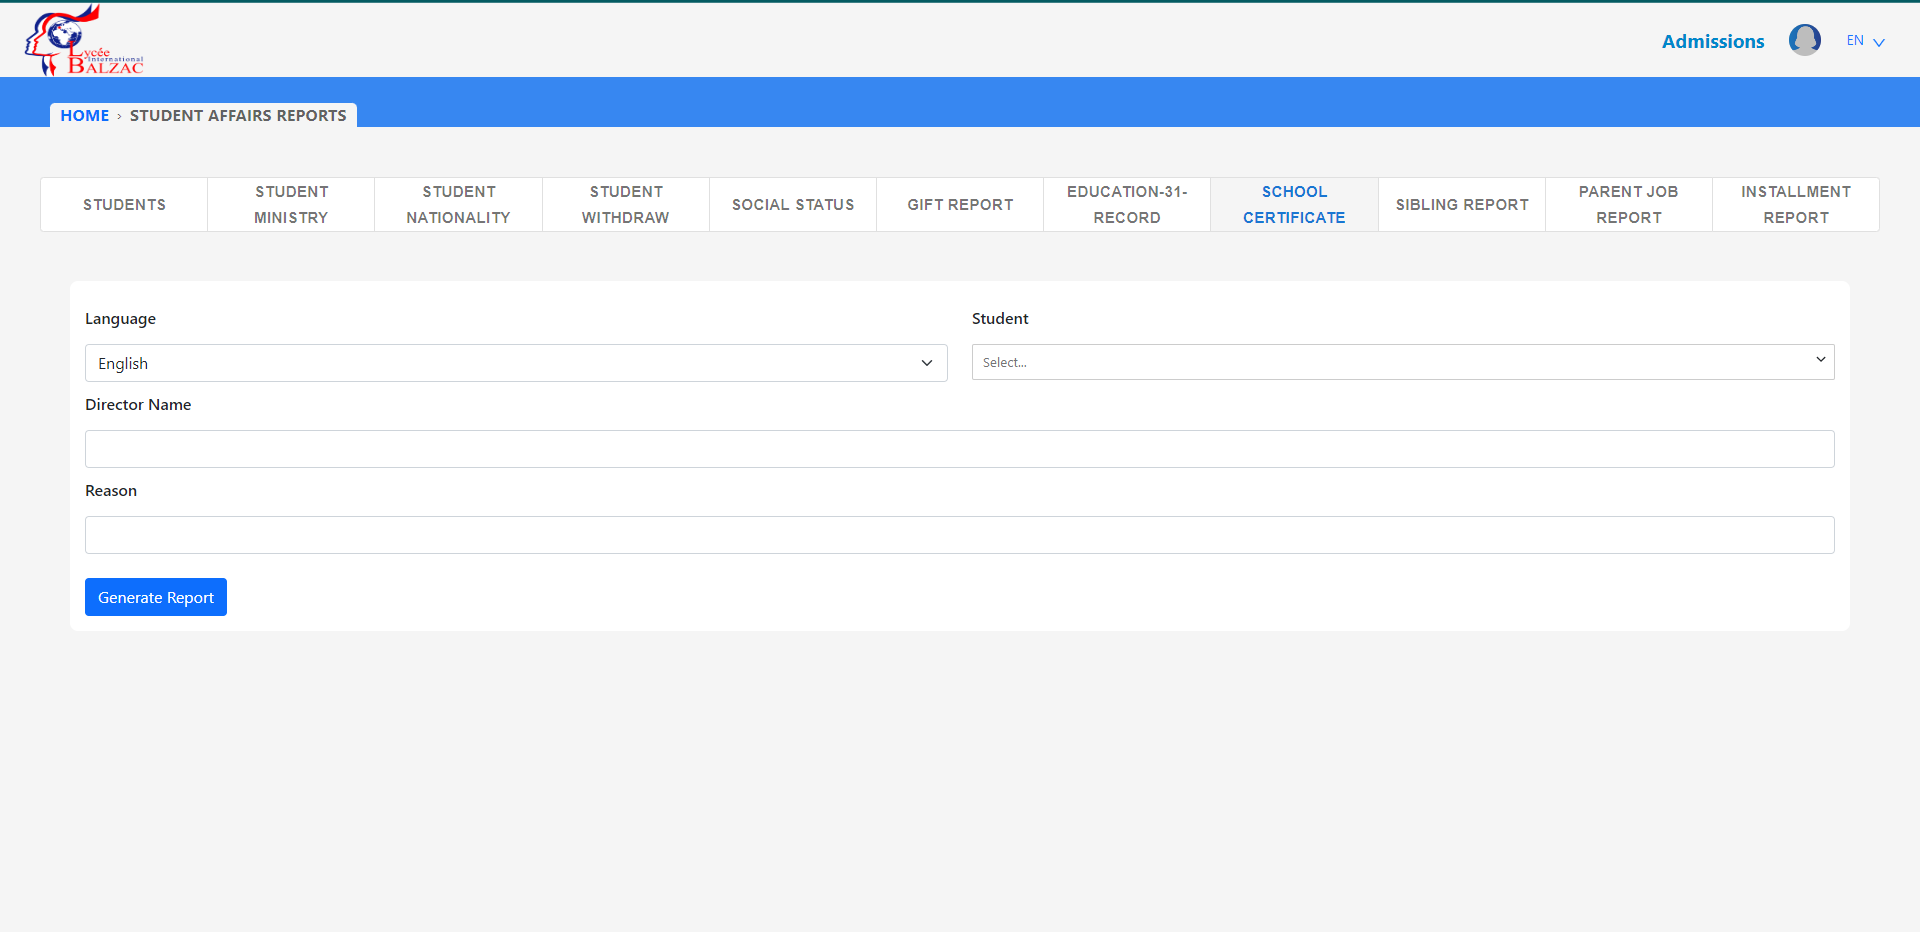 Lycée
International
BALZAC
Admissions
EN
HOME › STUDENT AFFAIRS REPORTS
STUDENTS
STUDENT
MINISTRY
STUDENT
NATIONALITY
STUDENT
WITHDRAW
SOCIAL STATUS
GIFT REPORT
EDUCATION-31-
RECORD
SCHOOL
CERTIFICATE
SIBLING REPORT
PARENT JOB
REPORT
INSTALLMENT
REPORT
Language
English
Student
Select...
Director Name
Reason
Generate Report